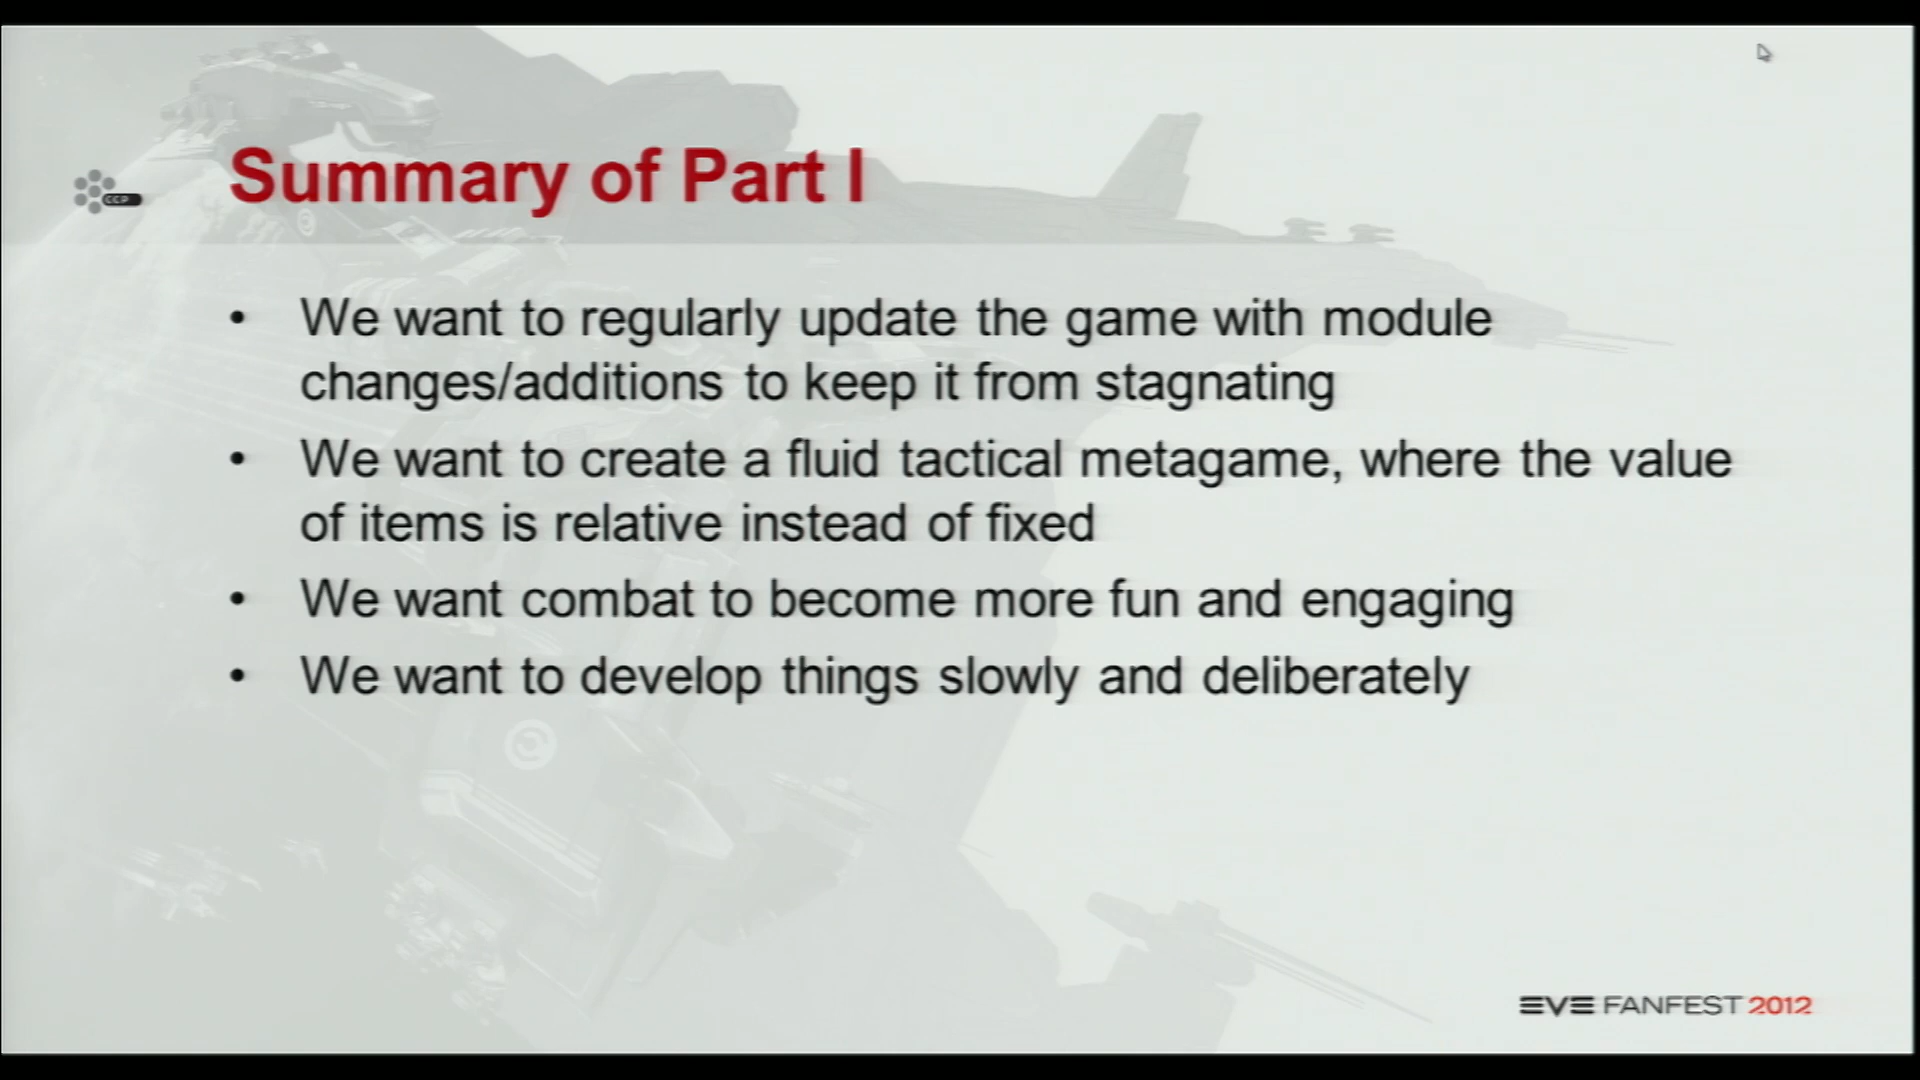 Summary of Part I
CCP
• We want to regularly update the game with module
changes/additions to keep it from stagnating
• We want to create a fluid tactical metagame, where the value
of items is relative instead of fixed
• We want combat to become more fun and engaging
• We want to develop things slowly and deliberately
EVE FANFEST 2012